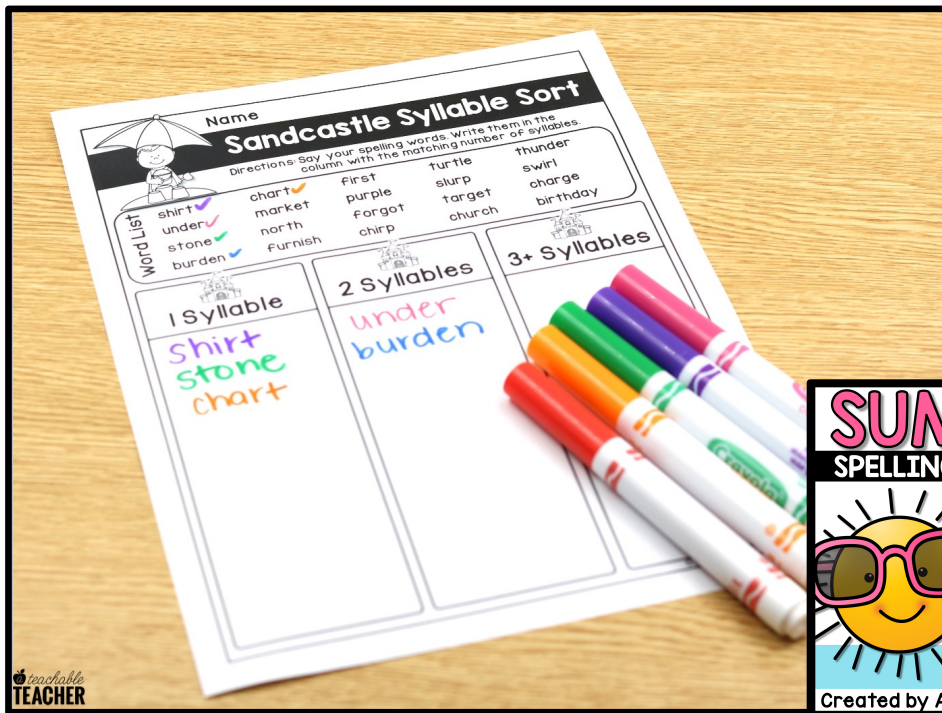 Name
Sandcastle Syllable Sort
Directions: Say your spelling words. Write them in the
column with the matching number of syllables.
Word List
shirt chart first turtle thunder
under market purple slurp swirl
stone north forgot target charge
burden furnish chirp church birthday
1 Syllable 2 Syllables 3+ Syllables
shirt under
stone burden
chart
Crayola
SUM
SPELLING
Created by A
a teachable
TEACHER